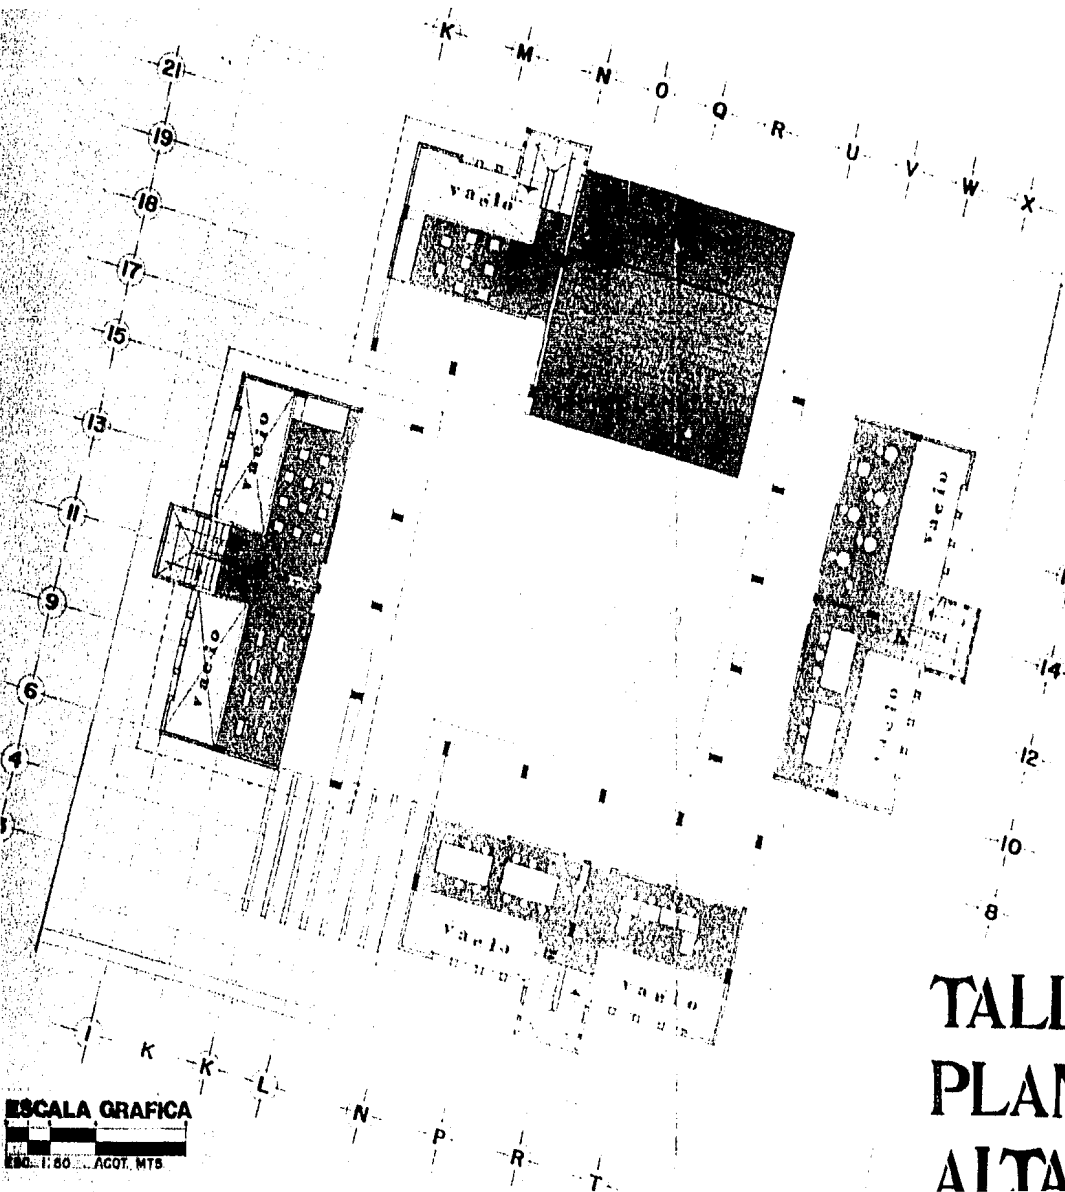 K M N O Q R U V W X
21
19
18
17
15
13
11
9
6
4
vacio
vacio
vacio
vacio
vacio
vacio
14
12
10
8
I K K L N P R T
TALL
PLAN
ALTA
ESCALA GRAFICA
ESC. 1:50 ACOT. MTS